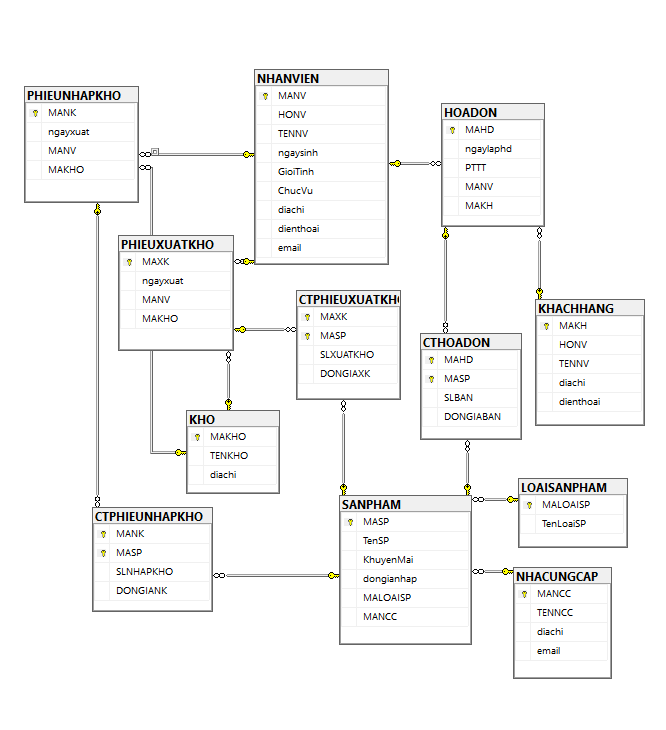 PHIEUNHAPKHO
MANK
ngayxuat
MANV
MAKHO
NHANVIEN
MANV
HONV
TENNV
ngaysinh
GioiTinh
ChucVu
diachi
dienthoai
email
HOADON
MAHD
ngaylaphd
PTTT
MANV
MAKH
PHIEUXUATKHO
MAXK
ngayxuat
MANV
MAKHO
CTPHIEUXUATKH
MAXK
MASP
SLXUATKHO
DONGIAXK
KHACHHANG
MAKH
HONV
TENNV
diachi
dienthoai
CTHOADON
MAHD
MASP
SLBAN
DONGIABAN
KHO
MAKHO
TENKHO
diachi
CTPHIEUNHAPKHO
MANK
MASP
SLNHAPKHO
DONGIANK
SANPHAM
MASP
TenSP
KhuyenMai
dongianhap
MALOAISP
MANCC
LOAISANPHAM
MALOAISP
TenLoaiSP
NHACUNGCAP
MANCC
TENNCC
diachi
email